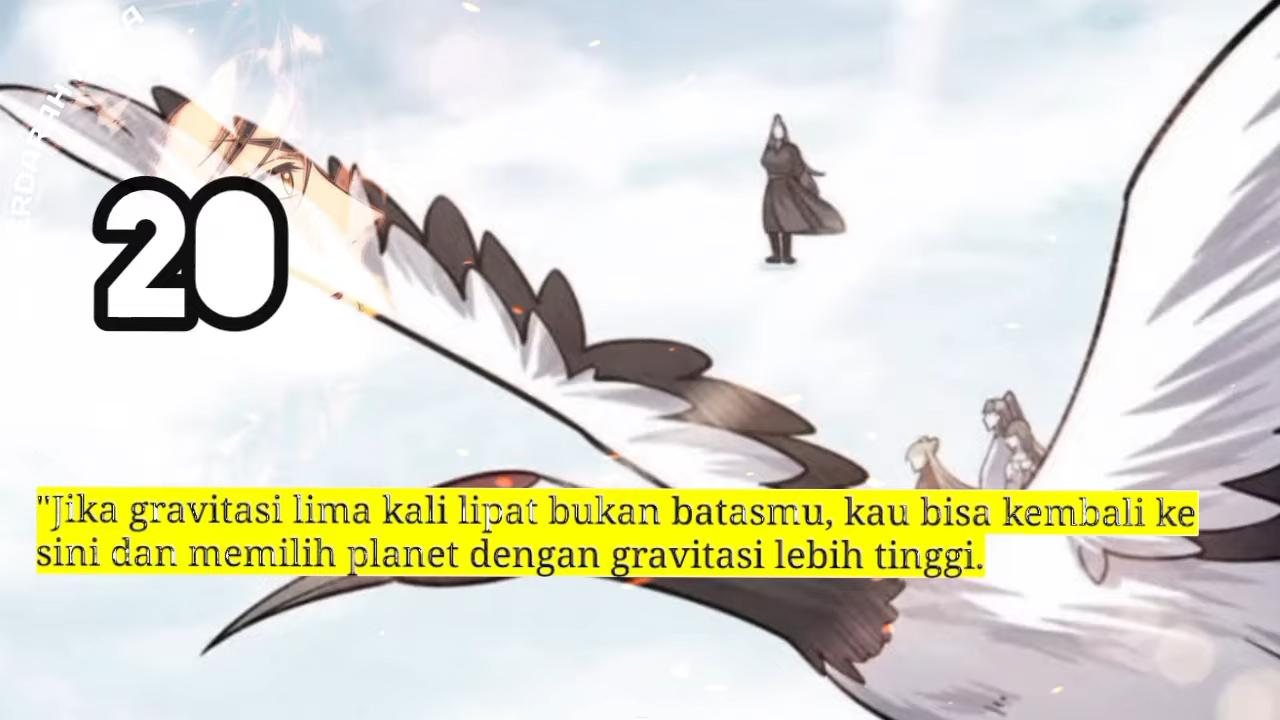 20
"Jika gravitasi lima kali lipat bukan batasmu, kau bisa kembali ke
sini dan memilih planet dengan gravitasi lebih tinggi.